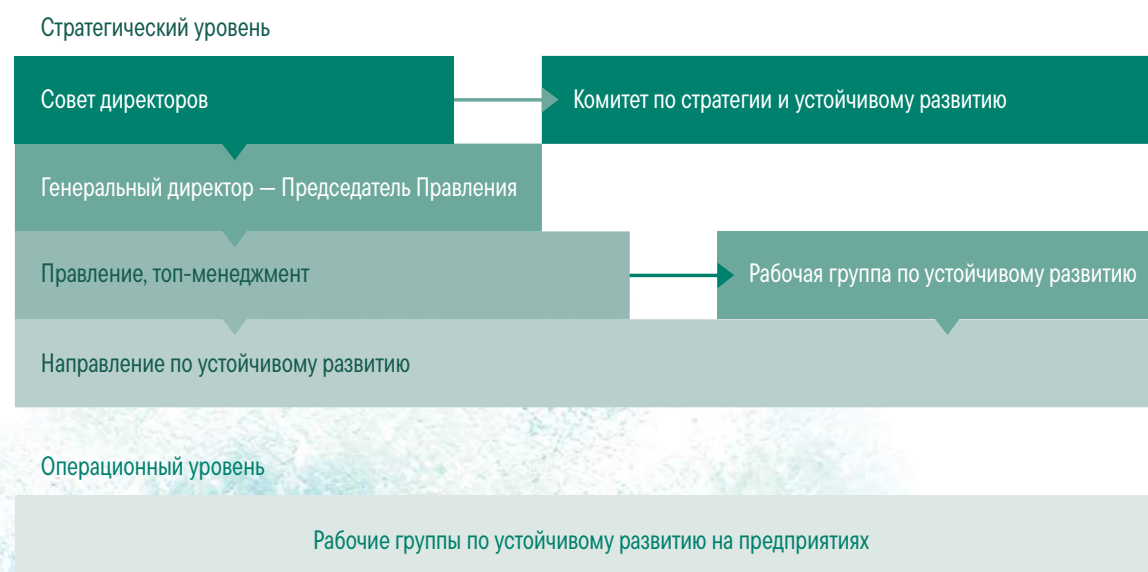 Стратегический уровень
Совет директоров
Комитет по стратегии и устойчивому развитию
Генеральный директор — Председатель Правления
Правление, топ-менеджмент
Рабочая группа по устойчивому развитию
Направление по устойчивому развитию
Операционный уровень
Рабочие группы по устойчивому развитию на предприятиях